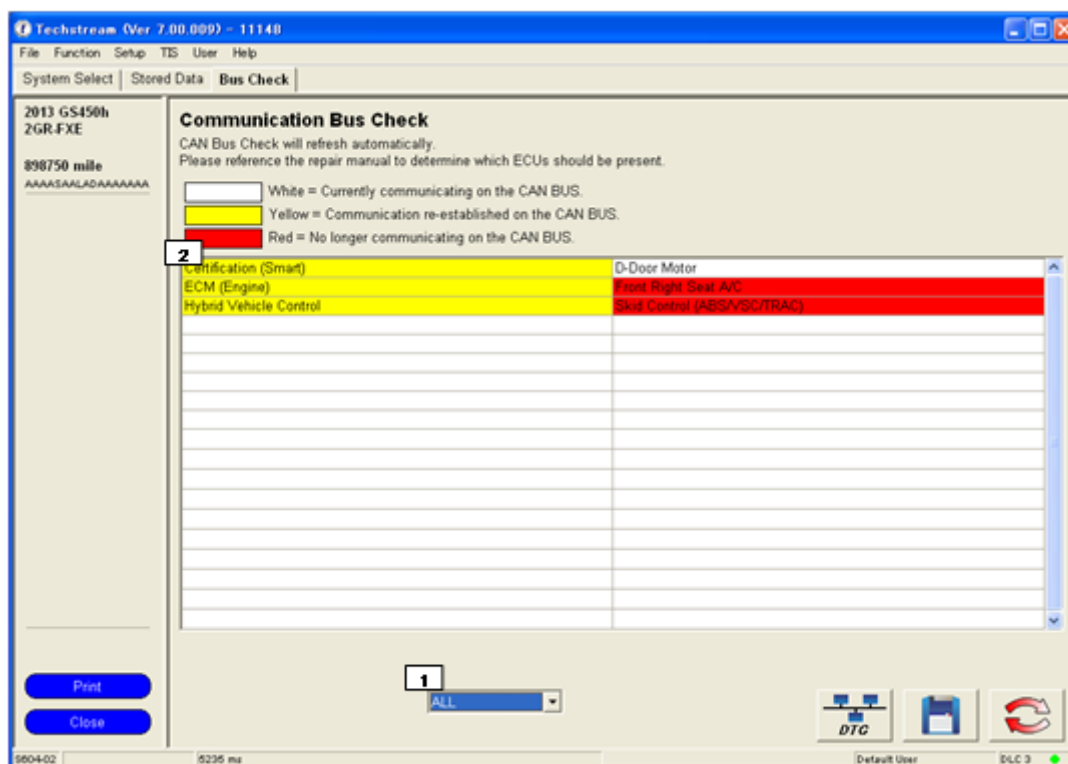 Techstream (Ver 7.00.009) - 11148
File Function Setup TIS User Help
System Select Stored Data Bus Check
2013 GS450h
2GR-FXE
898750 mile
AAAASAALADAAAAAAA
Communication Bus Check
CAN Bus Check will refresh automatically.
Please reference the repair manual to determine which ECUs should be present.
White = Currently communicating on the CAN BUS.
Yellow = Communication re-established on the CAN BUS.
Red = No longer communicating on the CAN BUS.
2
Certification (Smart) D-Door Motor
ECM (Engine) Front Right Seat A/C
Hybrid Vehicle Control Skid Control (ABS/VSC/TRAC)
1
ALL
Print
Close
DTC
S604-02 5235 ms Default User DLC 3